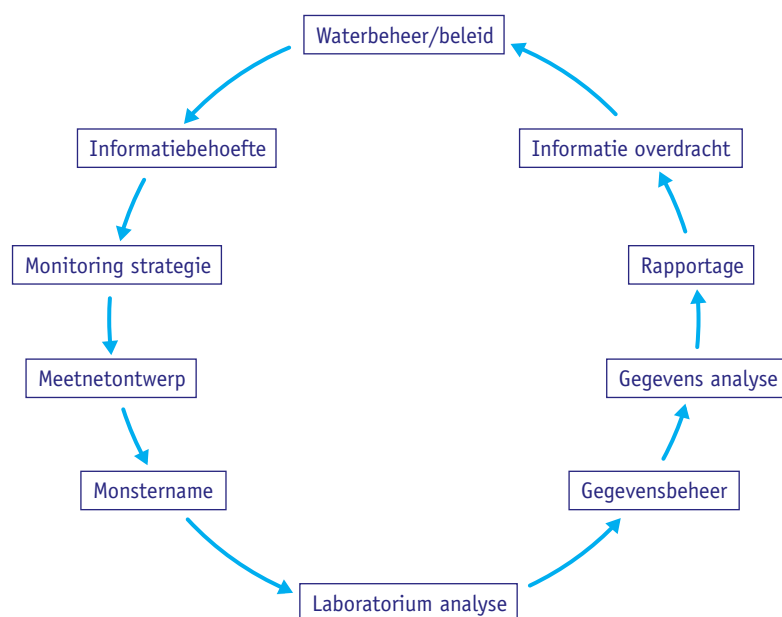 Waterbeheer/beleid
Informatiebehoefte
Informatie overdracht
Monitoring strategie
Rapportage
Meetnetontwerp
Gegevens analyse
Monstername
Gegevensbeheer
Laboratorium analyse